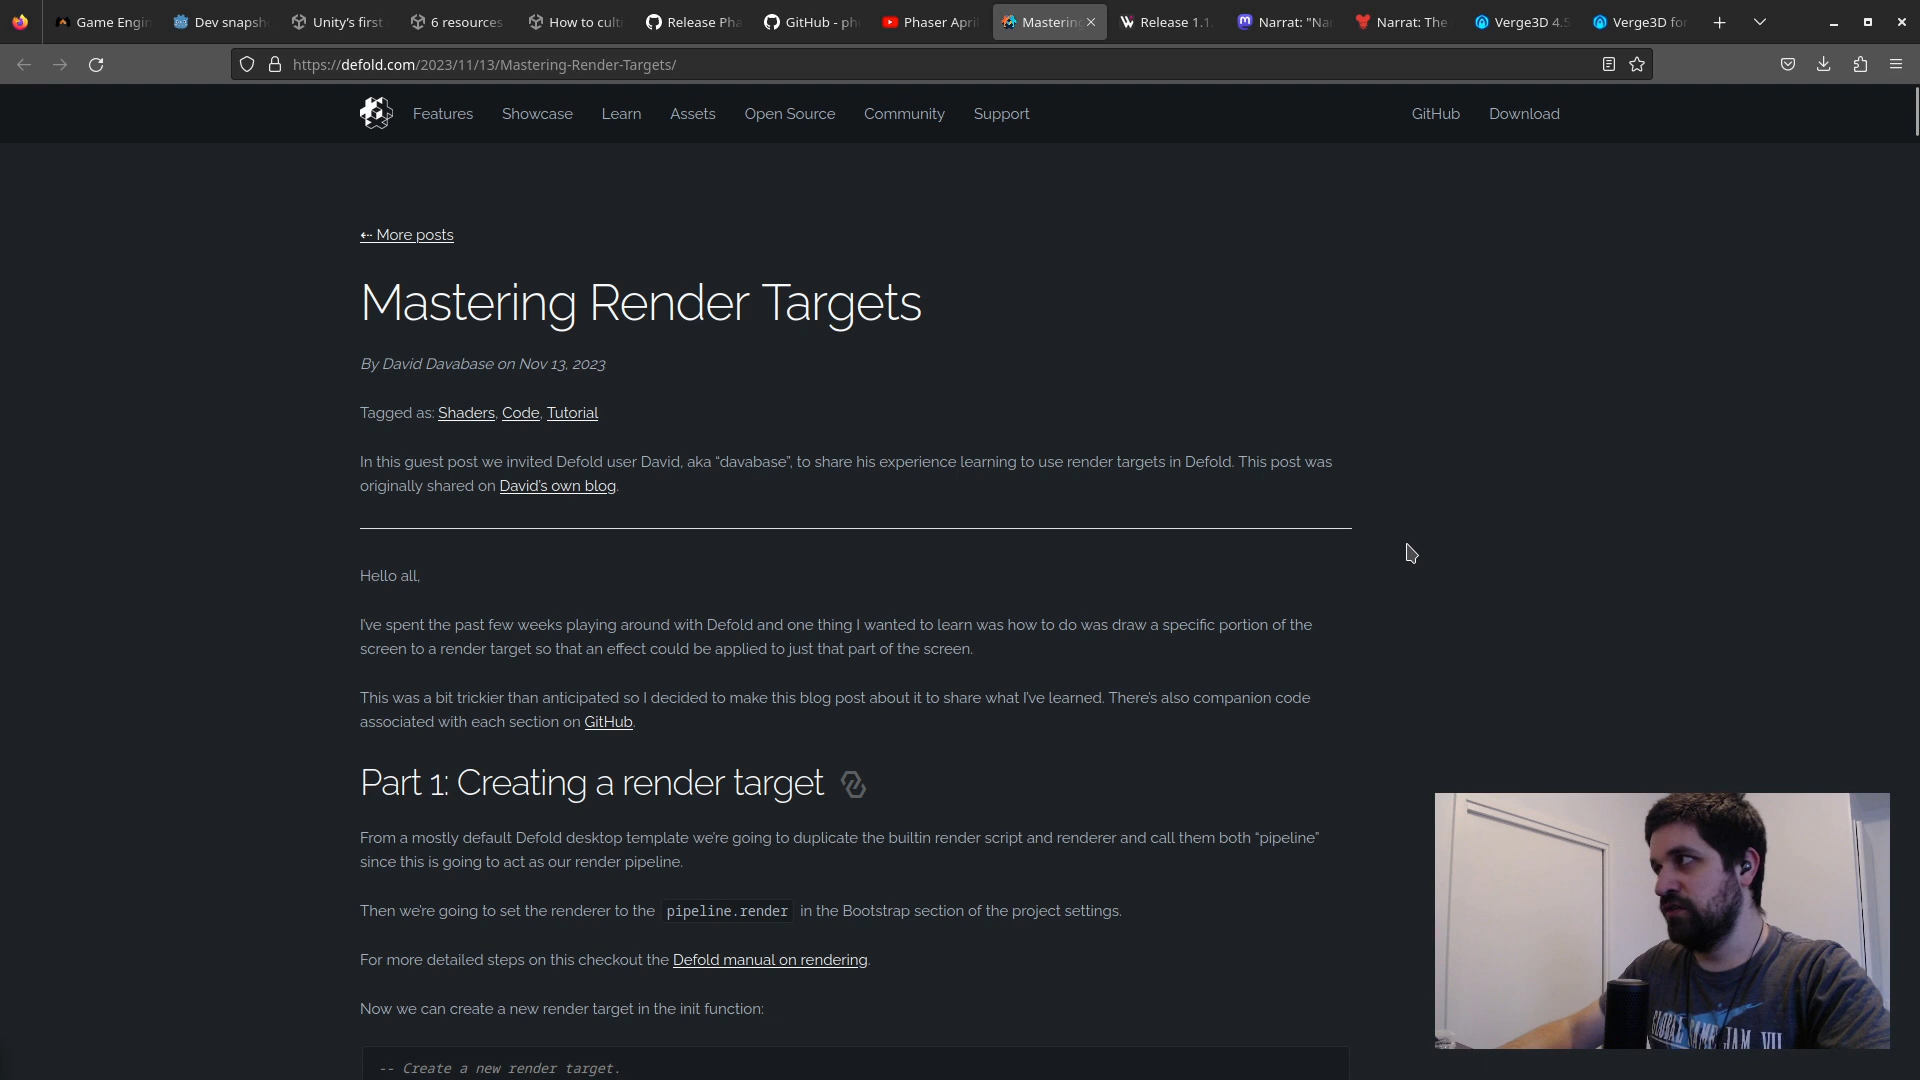 Game Engin
Dev snapsh
Unity's first
6 resources
How to culti
Release Pha
GitHub - pha
Phaser April
Mastering
Release 1.1.
Narrat: "Nar
Narrat: The
Verge3D 4.5
Verge3D for
https://defold.com/2023/11/13/Mastering-Render-Targets/
Features Showcase Learn Assets Open Source Community Support GitHub Download
⇠ More posts
Mastering Render Targets
By David Davabase on Nov 13, 2023
Tagged as: Shaders, Code, Tutorial
In this guest post we invited Defold user David, aka “davabase”, to share his experience learning to use render targets in Defold. This post was
originally shared on David’s own blog.
Hello all,
I’ve spent the past few weeks playing around with Defold and one thing I wanted to learn was how to do was draw a specific portion of the
screen to a render target so that an effect could be applied to just that part of the screen.
This was a bit trickier than anticipated so I decided to make this blog post about it to share what I’ve learned. There’s also companion code
associated with each section on GitHub.
Part 1: Creating a render target
From a mostly default Defold desktop template we’re going to duplicate the builtin render script and renderer and call them both “pipeline”
since this is going to act as our render pipeline.
Then we’re going to set the renderer to the pipeline.render in the Bootstrap section of the project settings.
For more detailed steps on this checkout the Defold manual on rendering.
Now we can create a new render target in the init function:
-- Create a new render target.
GLOBAL GAME JAM VII